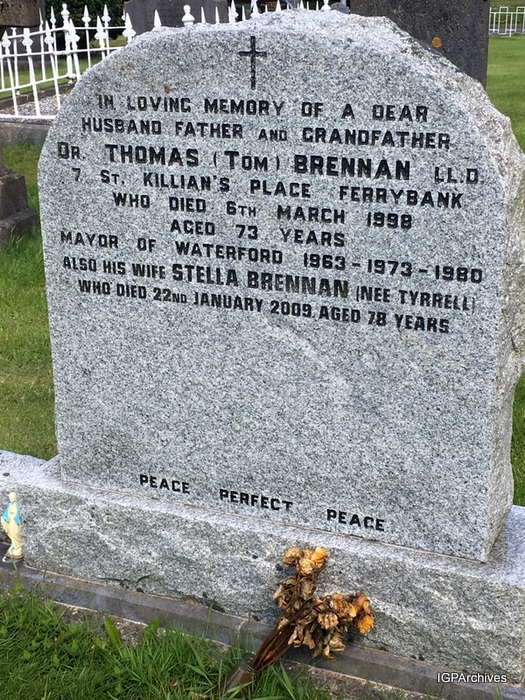 IN LOVING MEMORY OF A DEAR
HUSBAND FATHER AND GRANDFATHER
DR. THOMAS (TOM) BRENNAN LL.D.
7, ST. KILLIAN'S PLACE FERRYBANK
WHO DIED 6TH MARCH 1998
AGED 73 YEARS
MAYOR OF WATERFORD 1963-1973-1980
ALSO HIS WIFE STELLA BRENNAN (NEE TYRRELL)
WHO DIED 22ND JANUARY 2009. AGED 78 YEARS
PEACE PERFECT PEACE
IGPArchives